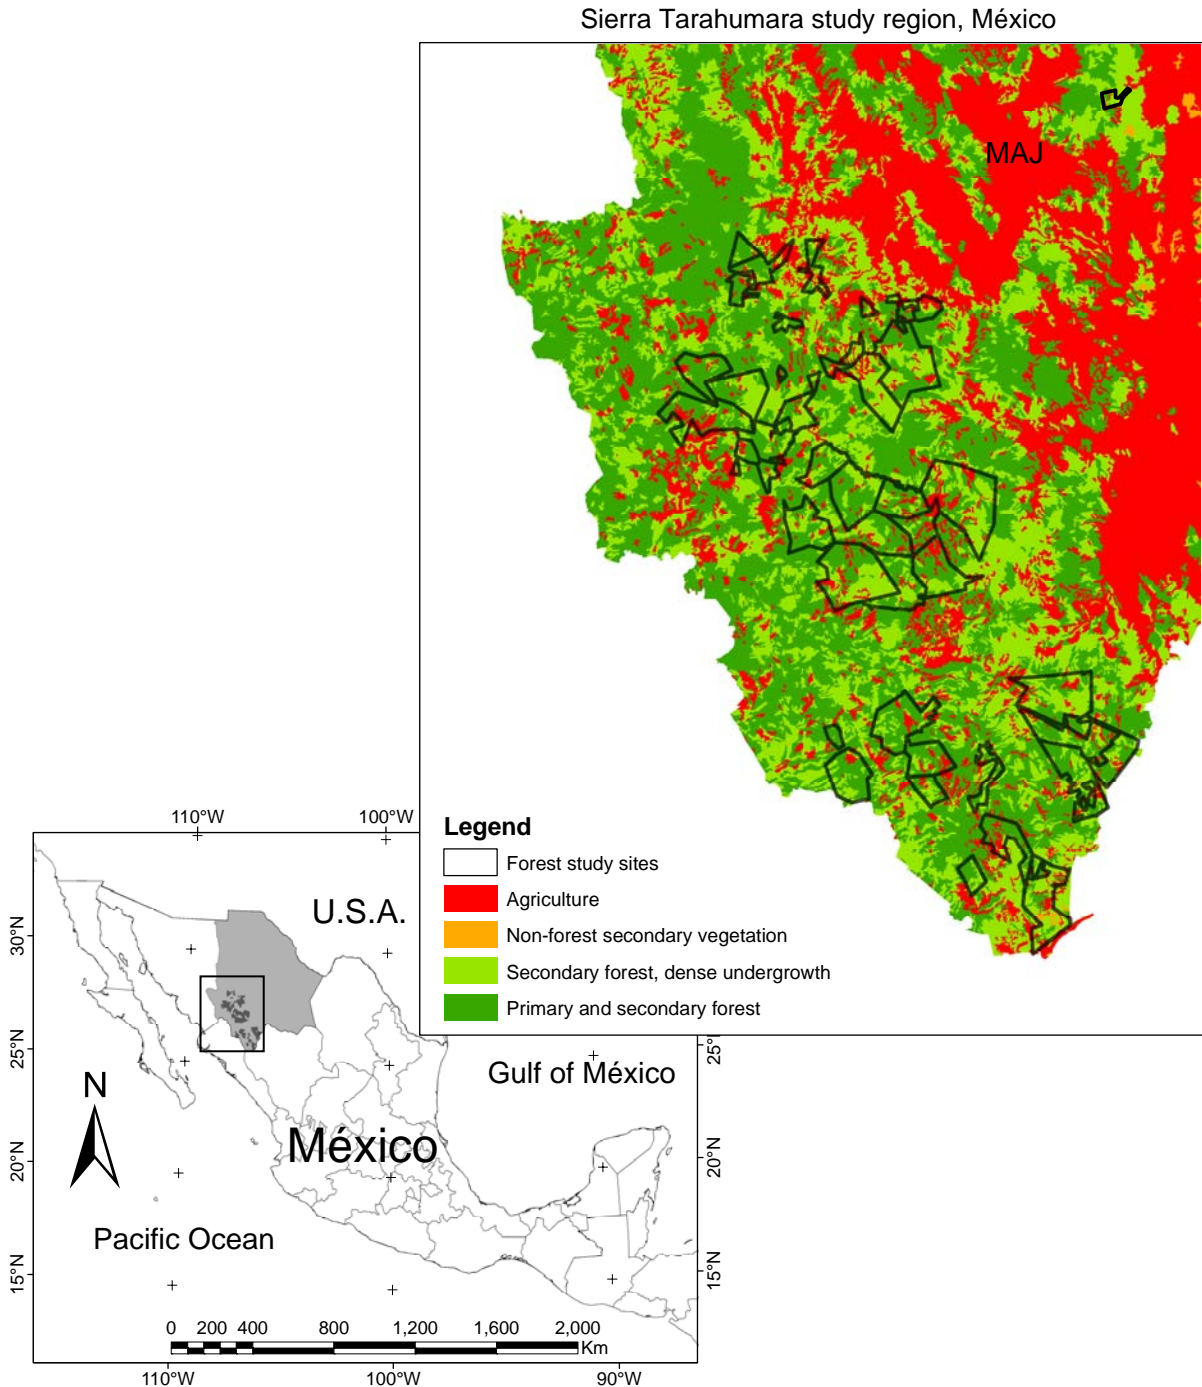 Sierra Tarahumara study region, México
MAJ
Legend
Forest study sites
Agriculture
Non-forest secondary vegetation
Secondary forest, dense undergrowth
Primary and secondary forest
110°W
100°W
U.S.A.
30°N
25°N
25°N
Gulf of México
N
México
20°N
20°N
Pacific Ocean
15°N
15°N
0 200 400 800 1,200 1,600 2,000
Km
110°W
100°W
90°W